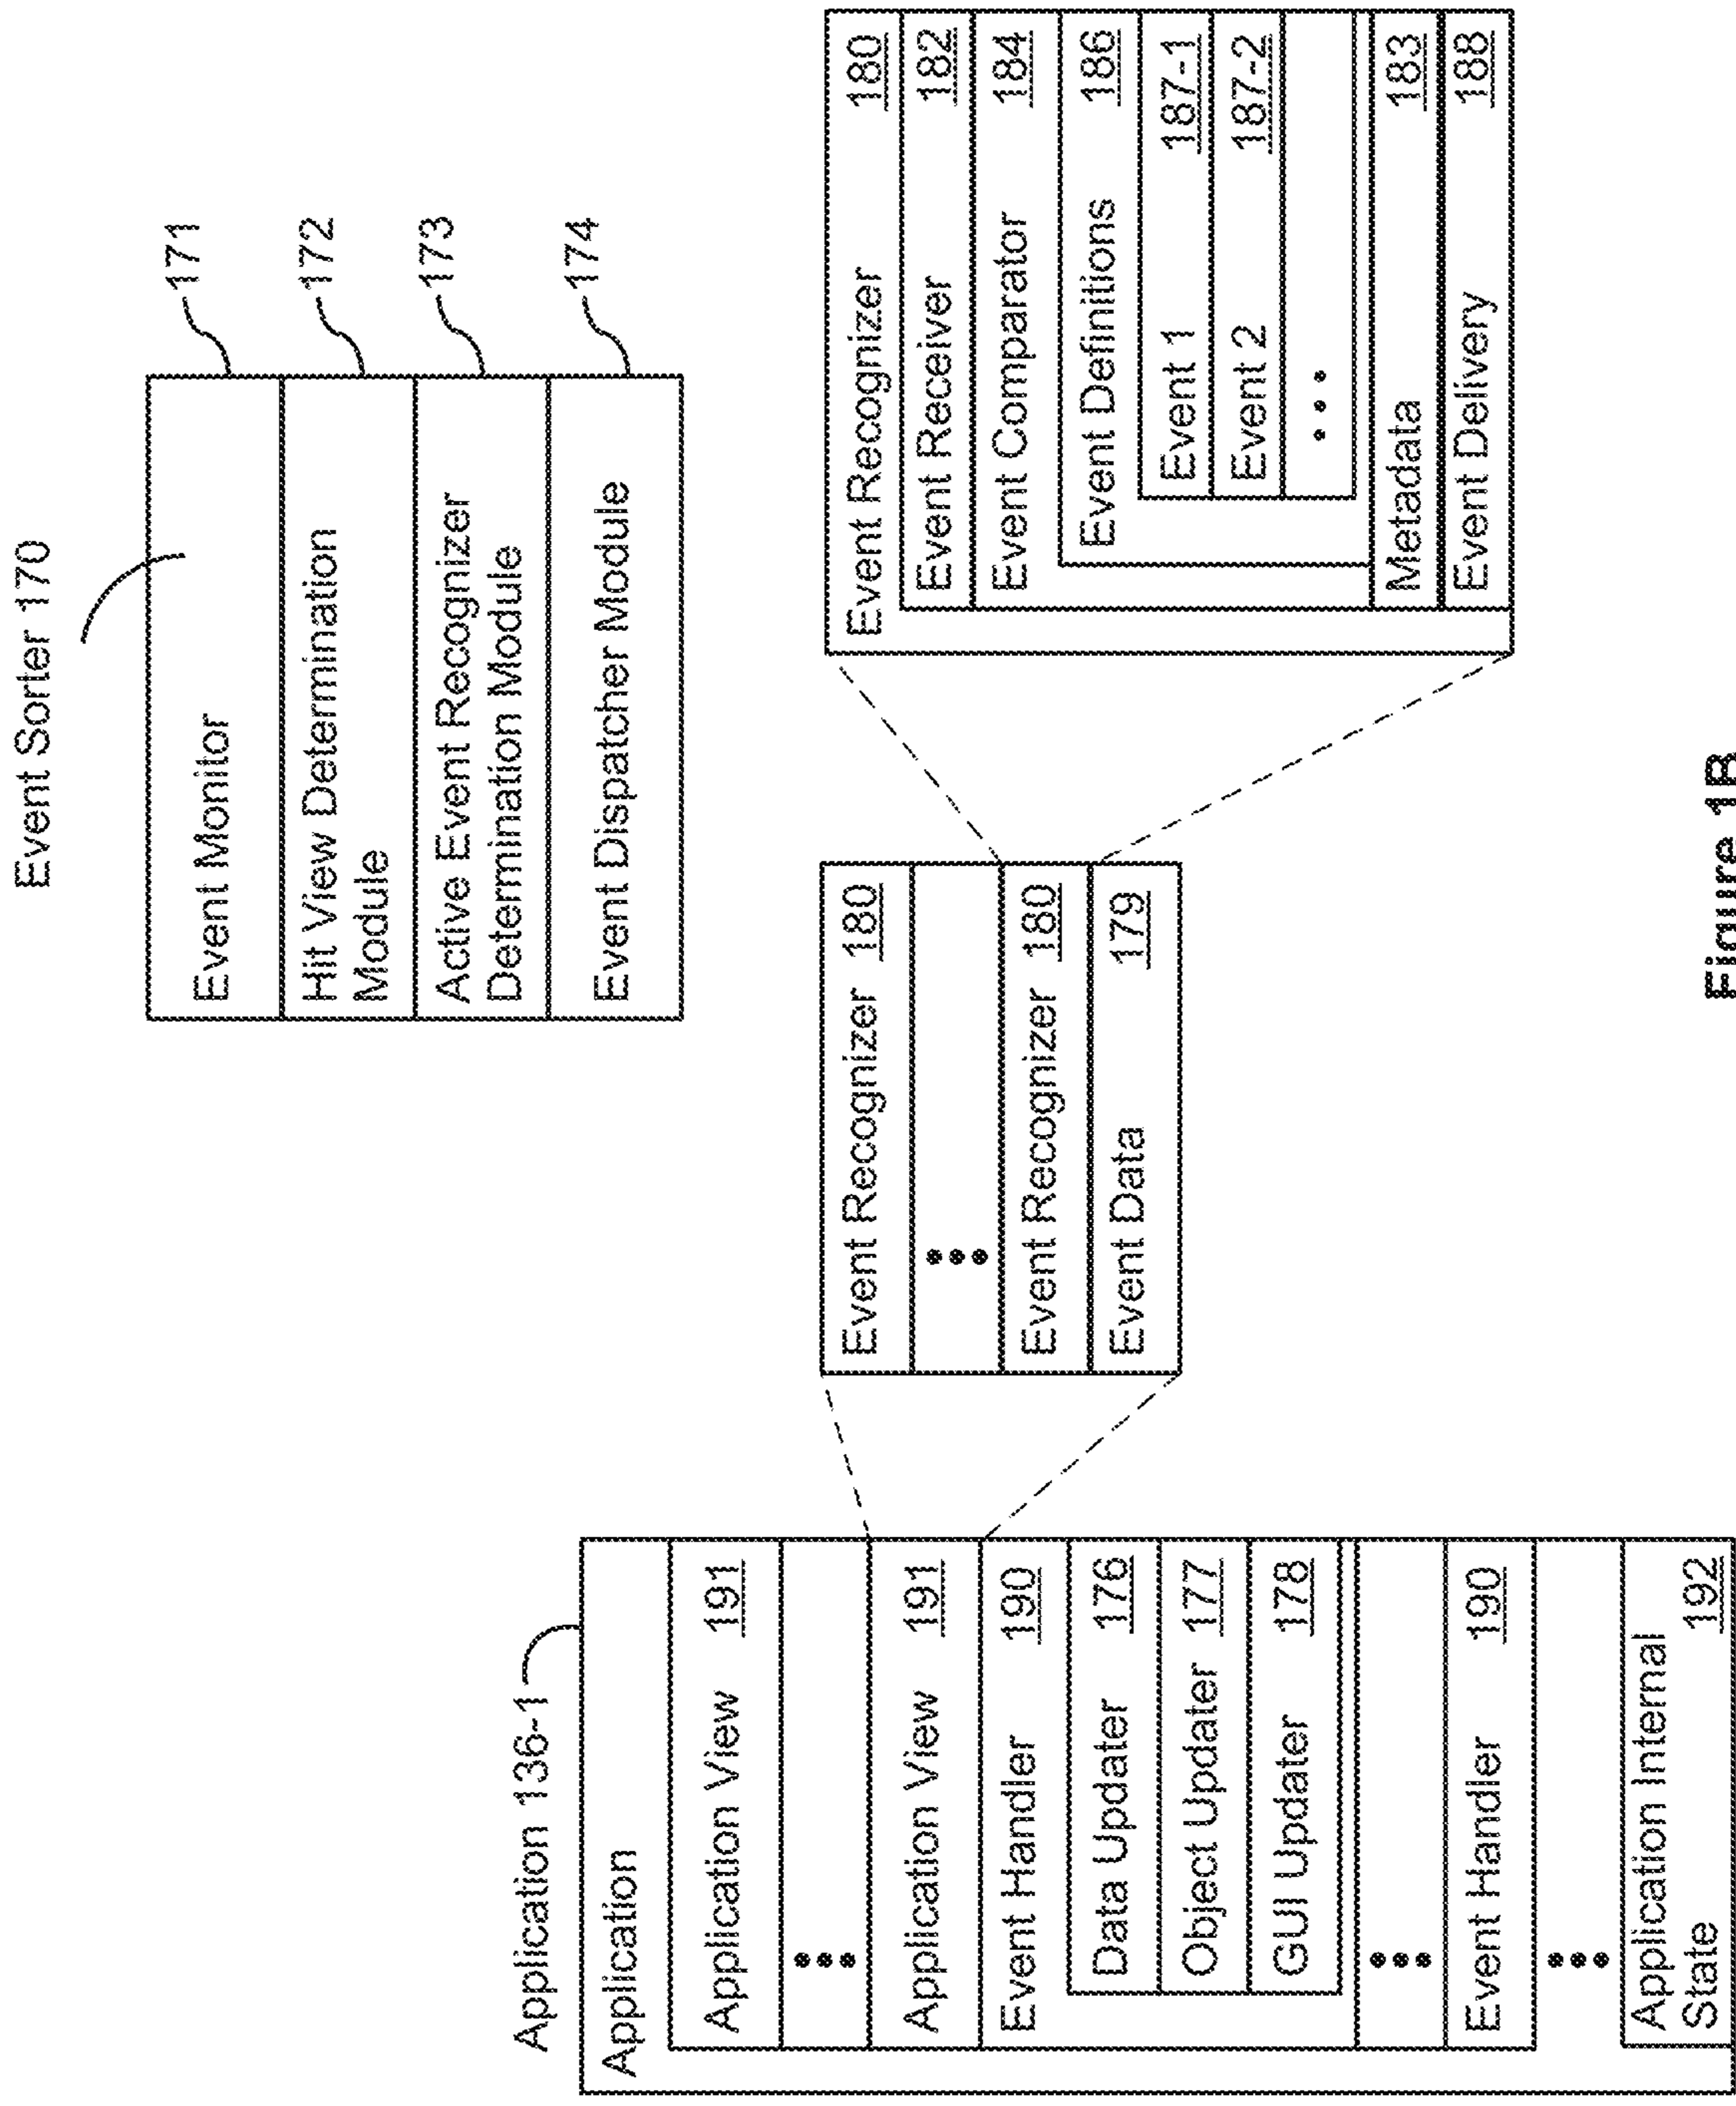 Event Sorter 170
Event Monitor
171
Hit View Determination
Module
172
Active Event Recognizer
Determination Module
173
Event Dispatcher Module
174
Application 136-1
Application
Application View 191
Application View 191
Event Handler 190
Data Updater 176
Object Updater 177
GUI Updater 178
Event Handler 190
Application Internal
State 192
Event Recognizer 180
Event Recognizer 180
Event Data 179
Event Recognizer 180
Event Receiver 182
Event Comparator 184
Event Definitions 186
Event 1 187-1
Event 2 187-2
Metadata 183
Event Delivery 188
Figure 1B